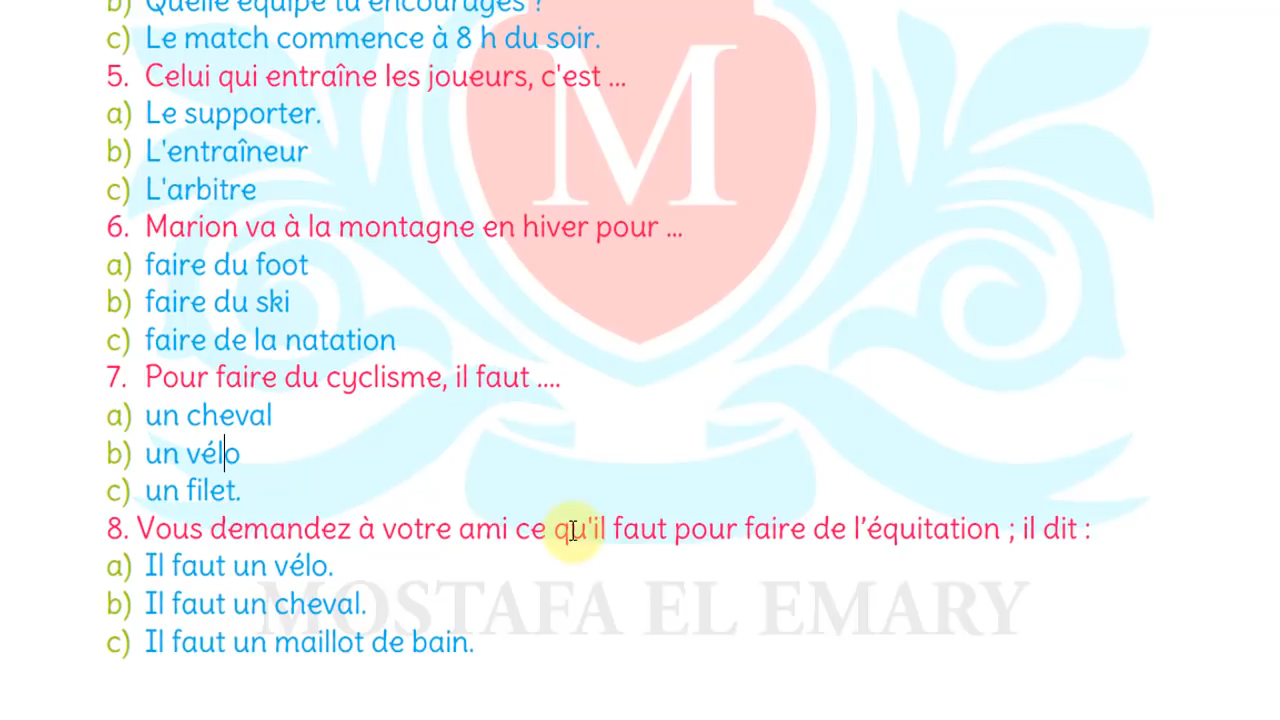 b) Quelle équipe tu encourages ?
c) Le match commence à 8 h du soir.
5. Celui qui entraîne les joueurs, c'est ...
a) Le supporter.
b) L'entraîneur
c) L'arbitre
6. Marion va à la montagne en hiver pour ...
a) faire du foot
b) faire du ski
c) faire de la natation
7. Pour faire du cyclisme, il faut ....
a) un cheval
b) un vélo
c) un filet.
8. Vous demandez à votre ami ce qu'il faut pour faire de l’équitation ; il dit :
a) Il faut un vélo.
b) Il faut un cheval.
c) Il faut un maillot de bain.
M
MOSTAFA EL EMARY